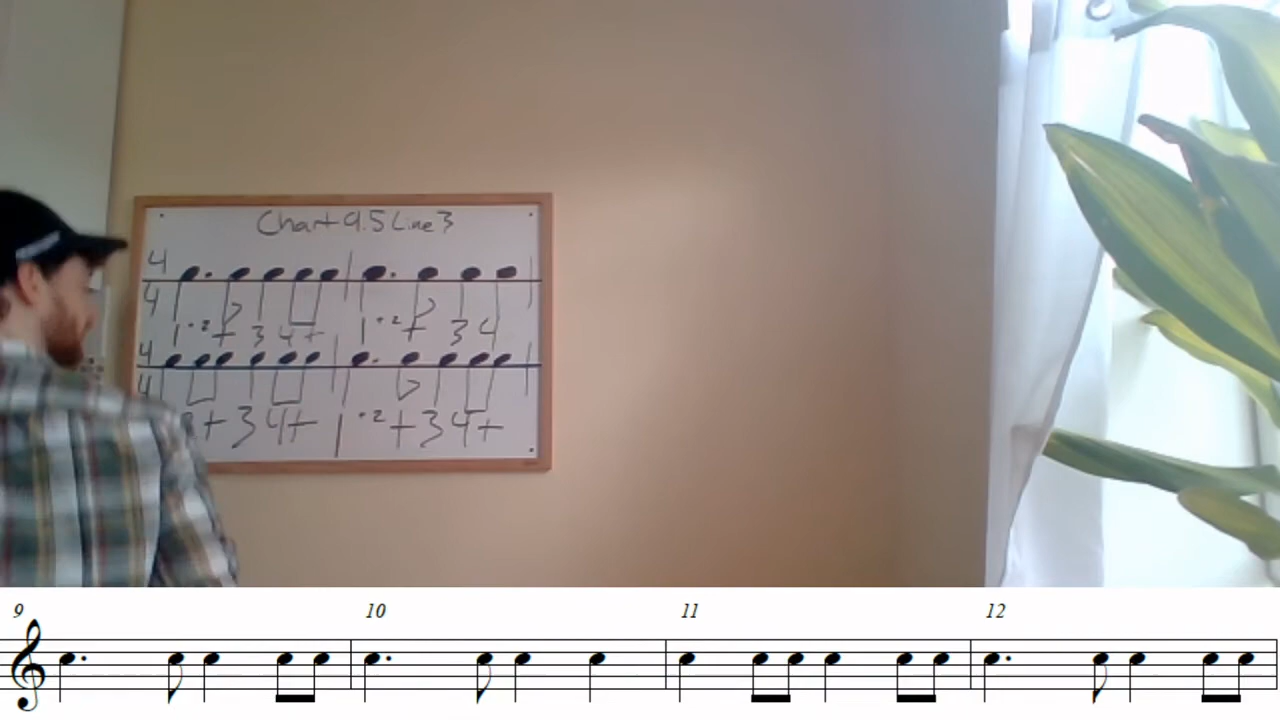 Chart 9.5 Line 3
4
4
1 · 2 + 3 4 + 1 · 2 + 3 4
4
4
+ 3 4 + 1 · 2 + 3 4 +
9 10 11 12